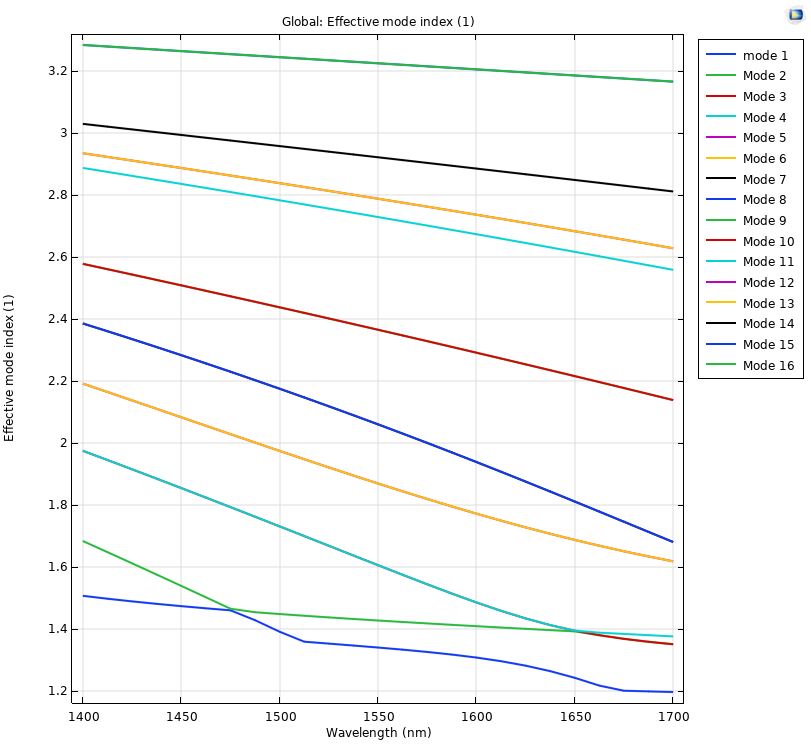 Global: Effective mode index (1)
Effective mode index (1)
3.2
3
2.8
2.6
2.4
2.2
2
1.8
1.6
1.4
1.2
1400 1450 1500 1550 1600 1650 1700
Wavelength (nm)
mode 1
Mode 2
Mode 3
Mode 4
Mode 5
Mode 6
Mode 7
Mode 8
Mode 9
Mode 10
Mode 11
Mode 12
Mode 13
Mode 14
Mode 15
Mode 16